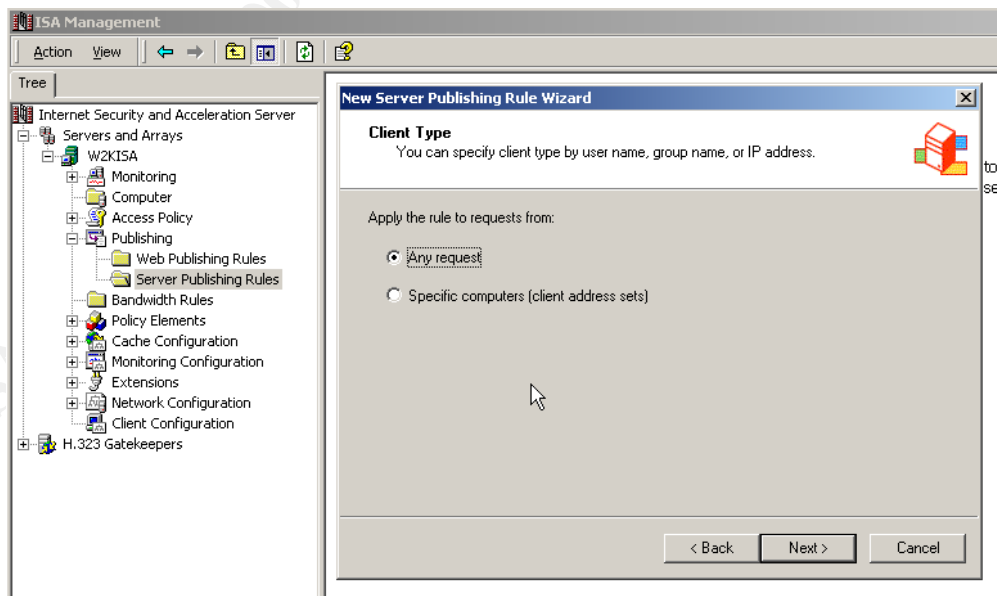 ISA Management
Action View
Tree
Internet Security and Acceleration Server
Servers and Arrays
W2KISA
Monitoring
Computer
Access Policy
Publishing
Web Publishing Rules
Server Publishing Rules
Bandwidth Rules
Policy Elements
Cache Configuration
Monitoring Configuration
Extensions
Network Configuration
Client Configuration
H.323 Gatekeepers
New Server Publishing Rule Wizard
Client Type
You can specify client type by user name, group name, or IP address.
Apply the rule to requests from:
Any request
Specific computers (client address sets)
< Back Next > Cancel
to
se